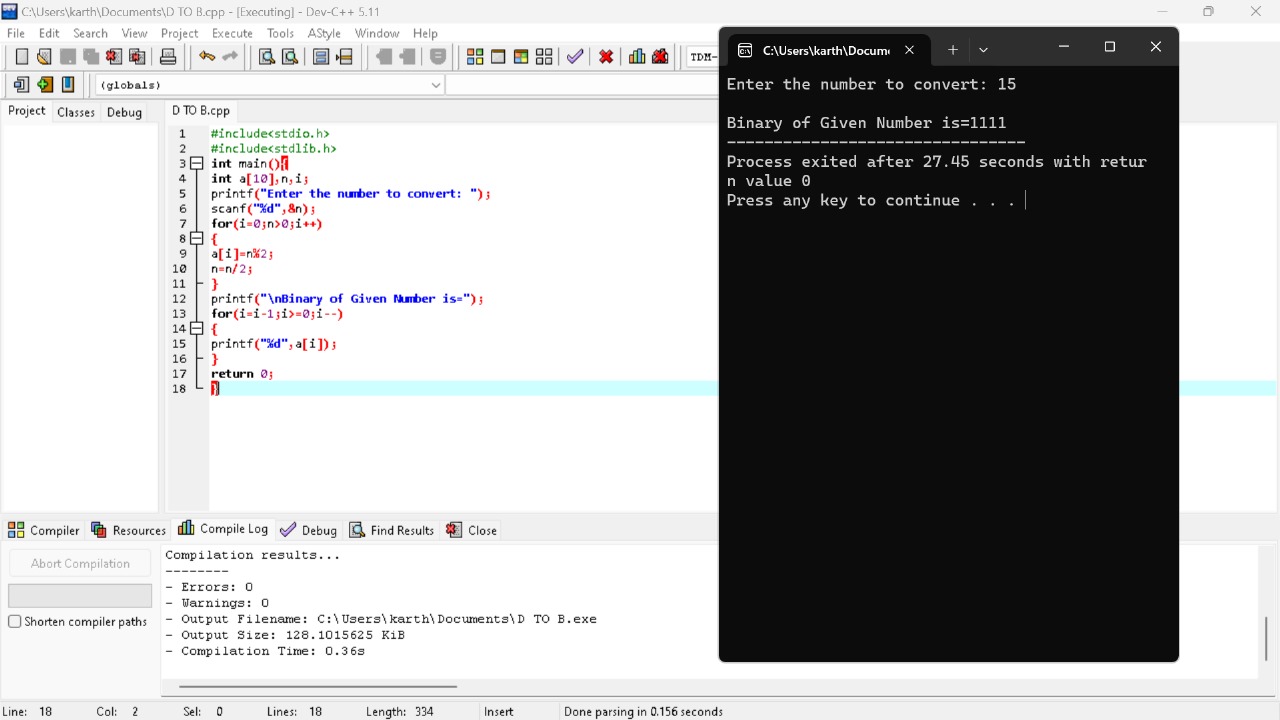 C:\Users\karth\Documents\D TO B.cpp - [Executing] - Dev-C++ 5.11
File Edit Search View Project Execute Tools AStyle Window Help
TDM-
(globals)
Project Classes Debug
D TO B.cpp
1 #include<stdio.h>
2 #include<stdlib.h>
3 int main(){
4 int a[10],n,i;
5 printf("Enter the number to convert: ");
6 scanf("%d",&n);
7 for(i=0;n>0;i++)
8 {
9 a[i]=n%2;
10 n=n/2;
11 }
12 printf("\nBinary of Given Number is=");
13 for(i=i-1;i>=0;i--)
14 {
15 printf("%d",a[i]);
16 }
17 return 0;
18 }
C:\Users\karth\Docum
Enter the number to convert: 15
Binary of Given Number is=1111
--------------------------------
Process exited after 27.45 seconds with retur
n value 0
Press any key to continue . . .
Compiler Resources Compile Log Debug Find Results Close
Abort Compilation
Shorten compiler paths
Compilation results...
--------
- Errors: 0
- Warnings: 0
- Output Filename: C:\Users\karth\Documents\D TO B.exe
- Output Size: 128.1015625 KiB
- Compilation Time: 0.36s
Line: 18 Col: 2 Sel: 0 Lines: 18 Length: 334 Insert Done parsing in 0.156 seconds